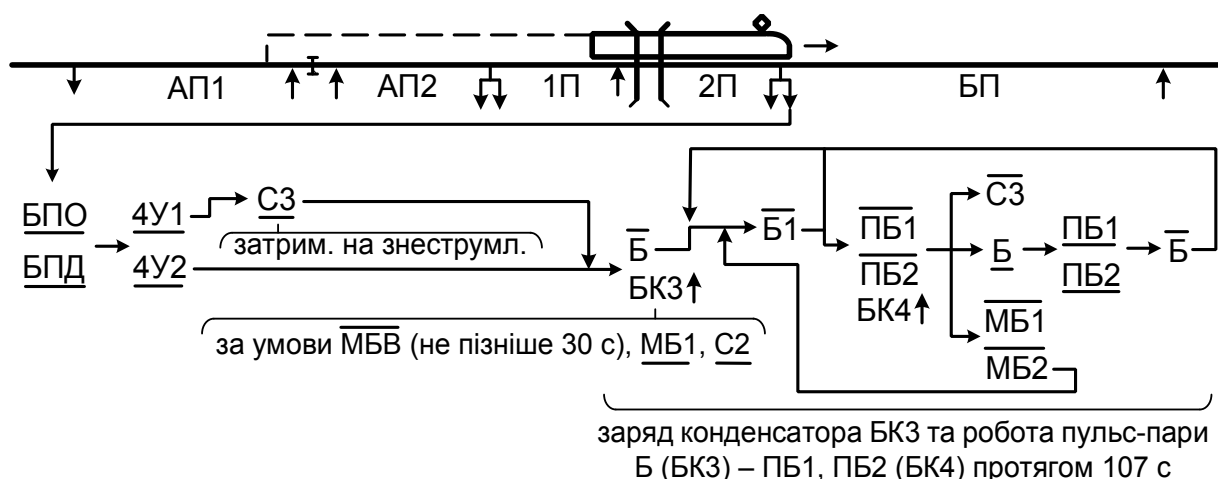 АП1 АП2 1П 2П БП
БПО 4У1 СЗ
затрим. на знеструмл.
БПД 4У2
Б Б1 ПБ1 СЗ
БК3 ПБ2 Б ПБ1 Б
БК4 ПБ2
МБ1
МБ2
за умови МБВ (не пізніше 30 с), МБ1, С2
заряд конденсатора БК3 та робота пульс-пари
Б (БК3) – ПБ1, ПБ2 (БК4) протягом 107 с